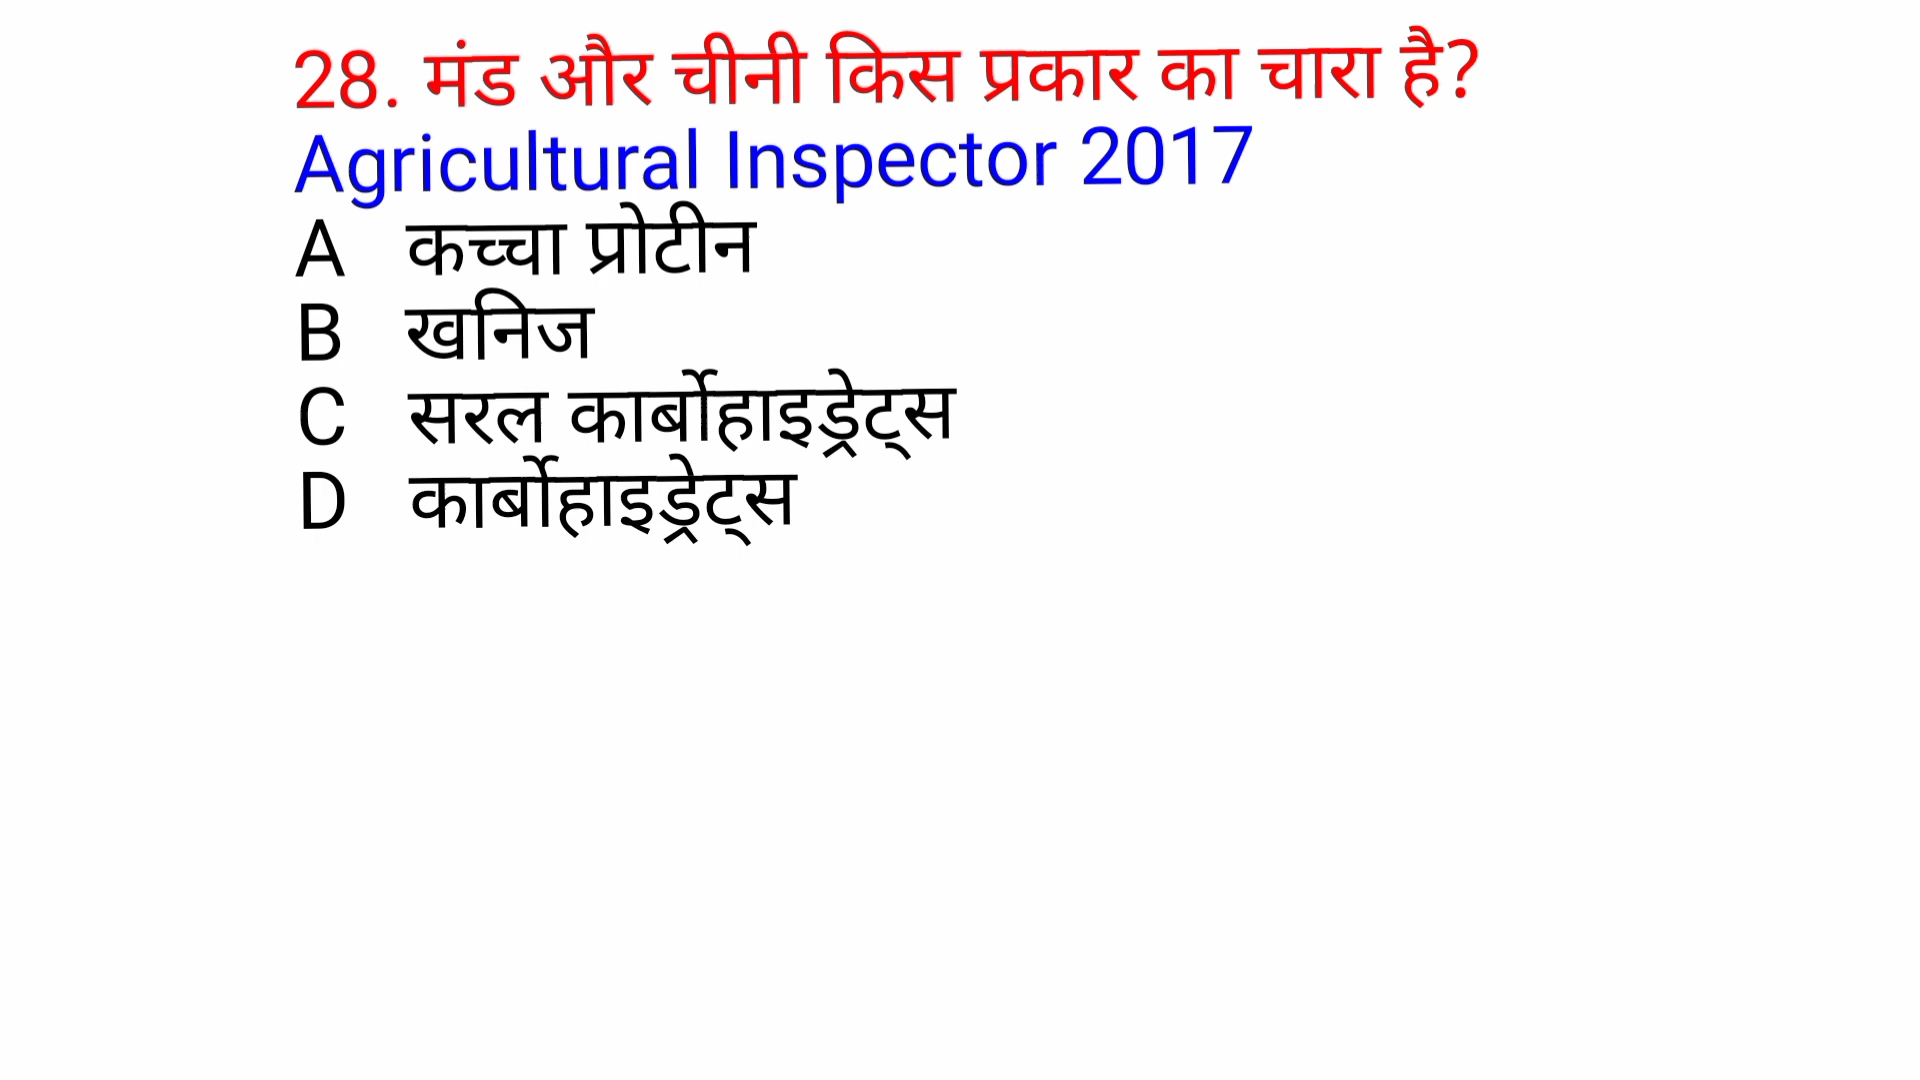 28. मंड और चीनी किस प्रकार का चारा है?
Agricultural Inspector 2017
A कच्चा प्रोटीन
B खनिज
C सरल कार्बोहाइड्रेट्स
D कार्बोहाइड्रेट्स